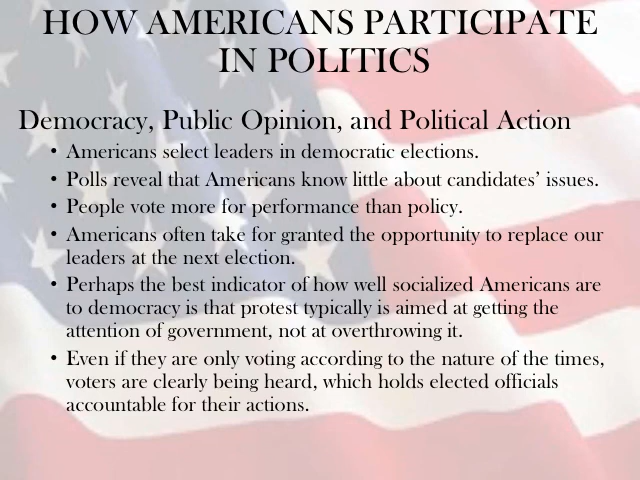 HOW AMERICANS PARTICIPATE
IN POLITICS
Democracy, Public Opinion, and Political Action
• Americans select leaders in democratic elections.
• Polls reveal that Americans know little about candidates’ issues.
• People vote more for performance than policy.
• Americans often take for granted the opportunity to replace our
leaders at the next election.
• Perhaps the best indicator of how well socialized Americans are
to democracy is that protest typically is aimed at getting the
attention of government, not at overthrowing it.
• Even if they are only voting according to the nature of the times,
voters are clearly being heard, which holds elected officials
accountable for their actions.